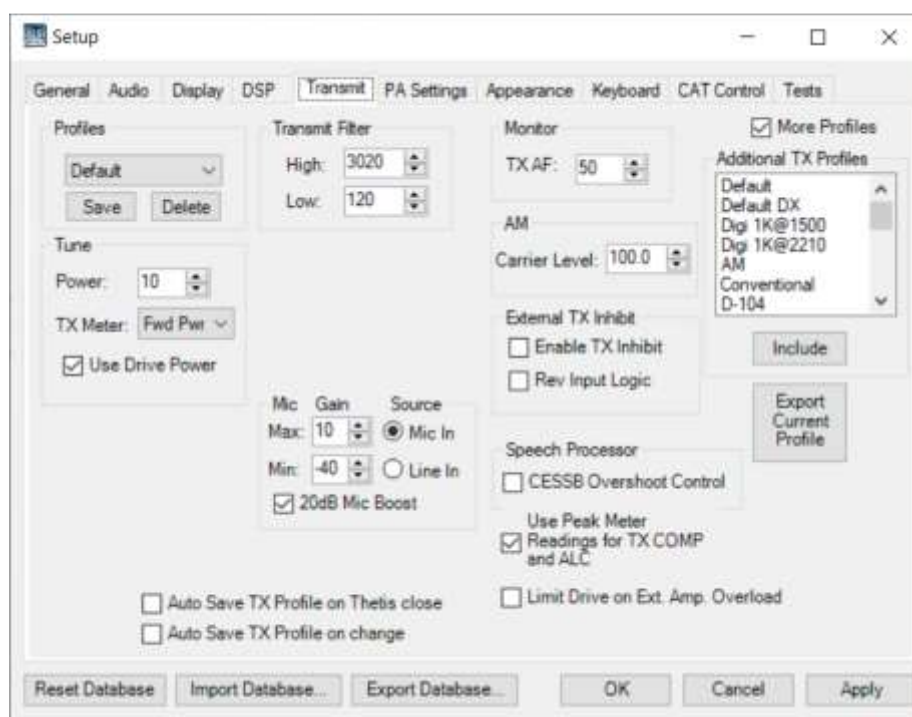 Setup
General Audio Display DSP Transmit PA Settings Appearance Keyboard CAT Control Tests
Profiles
Default
Save Delete
Tune
Power: 10
TX Meter: Fwd Pwr
Use Drive Power
Transmit Filter
High: 3020
Low: 120
Mic Gain Source
Max: 10 Mic In
Min: -40 Line In
20dB Mic Boost
Monitor
TX AF: 50
AM
Carrier Level: 100.0
External TX Inhibit
Enable TX Inhibit
Rev Input Logic
Speech Processor
CESSB Overshoot Control
Use Peak Meter
Readings for TX COMP
and ALC
Limit Drive on Ext. Amp. Overload
More Profiles
Additional TX Profiles
Default
Default DX
Digi 1K@1500
Digi 1K@2210
AM
Conventional
D-104
Include
Export
Current
Profile
Auto Save TX Profile on Thetis close
Auto Save TX Profile on change
Reset Database Import Database... Export Database... OK Cancel Apply